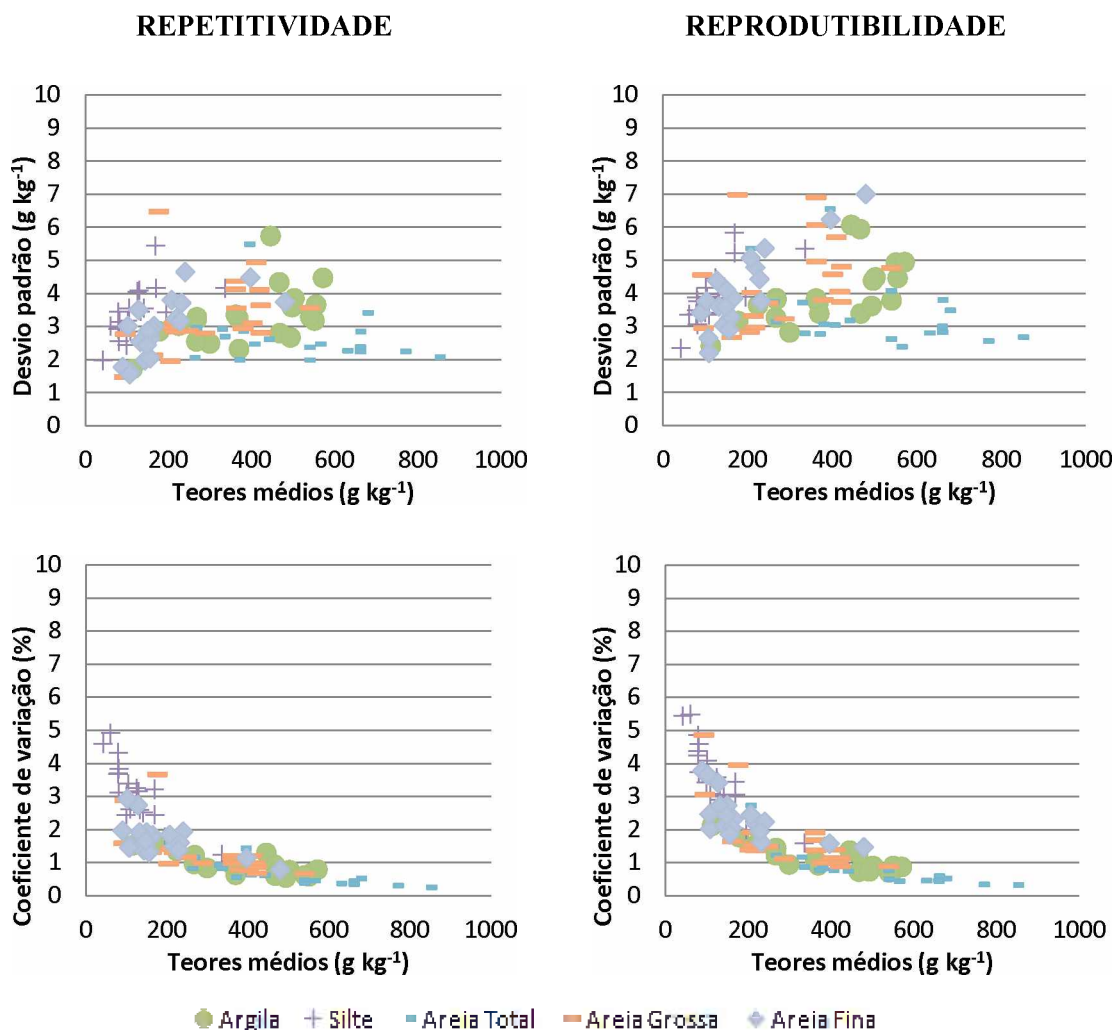 REPETITIVIDADE
REPRODUTIBILIDADE
10
9
8
7
6
5
4
3
2
1
0
Desvio padrão (g kg⁻¹)
0 200 400 600 800 1000
Teores médios (g kg⁻¹)
10
9
8
7
6
5
4
3
2
1
0
Desvio padrão (g kg⁻¹)
0 200 400 600 800 1000
Teores médios (g kg⁻¹)
10
9
8
7
6
5
4
3
2
1
0
Coeficiente de variação (%)
0 200 400 600 800 1000
Teores médios (g kg⁻¹)
10
9
8
7
6
5
4
3
2
1
0
Coeficiente de variação (%)
0 200 400 600 800 1000
Teores médios (g kg⁻¹)
Argila Silte Areia Total Areia Grossa Areia Fina